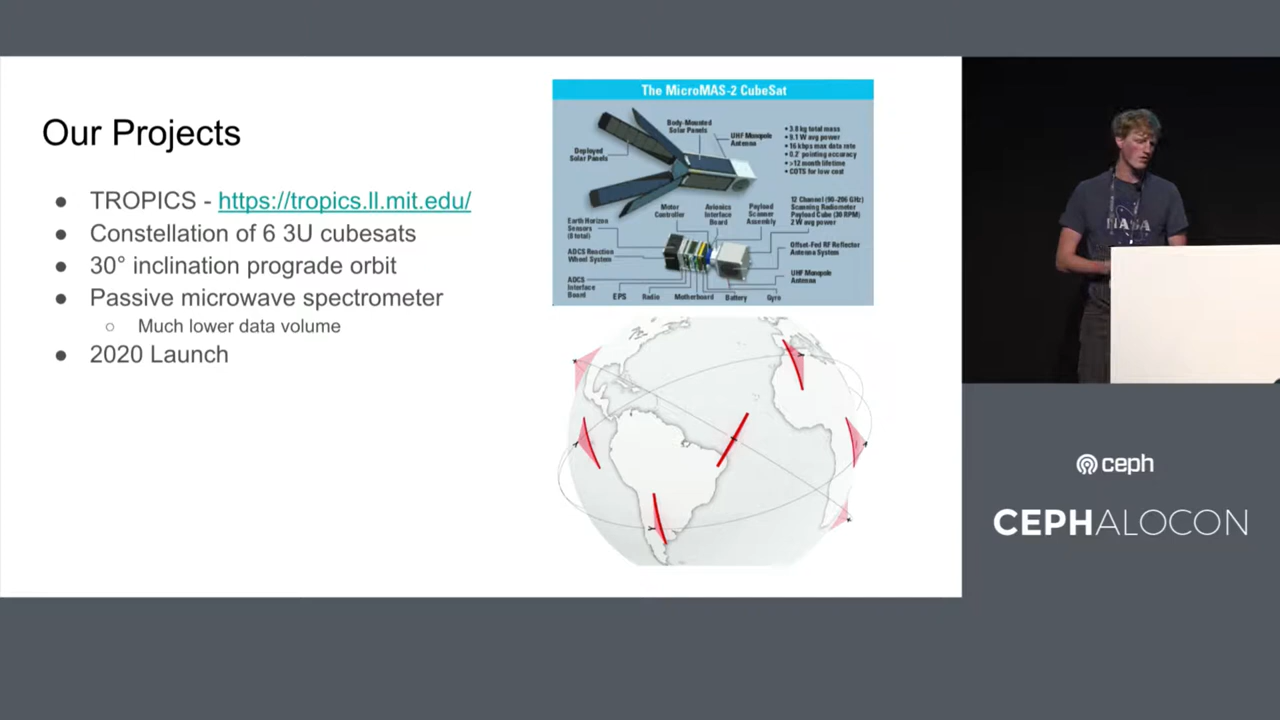 Our Projects
● TROPICS - https://tropics.ll.mit.edu/
● Constellation of 6 3U cubesats
● 30° inclination prograde orbit
● Passive microwave spectrometer
○ Much lower data volume
● 2020 Launch
The MicroMAS-2 CubeSat
Body-Mounted
Solar Panels
UHF Monopole
Antenna
Deployed
Solar Panels
• 3.8 kg total mass
• 9.1 W avg power
• 16 kbps max data rate
• 0.2° pointing accuracy
• >12 month lifetime
• COTS for low cost
Motor
Controller
Avionics
Interface
Board
Payload
Scanner
Assembly
12 Channel (90-206 GHz)
Scanning Radiometer
Payload Cube (30 RPM)
2 W avg power
Earth Horizon
Sensors
(8 total)
ADCS Reaction
Wheel System
Offset-Fed RF Reflector
Antenna System
ADCS
Interface
Board
EPS
Radio
Motherboard
Battery
Gyro
UHF Monopole
Antenna
NASA
ceph
CEPHALOCON